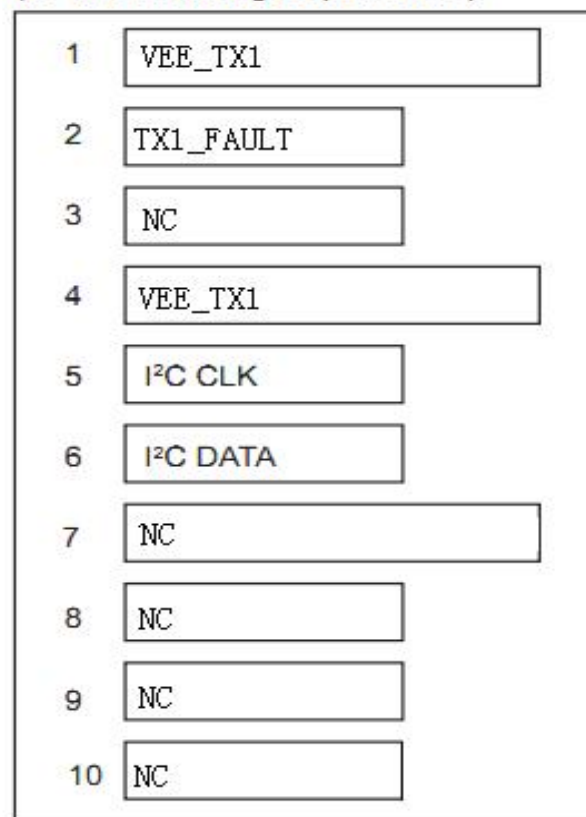 1 VEE_TX1
2 TX1_FAULT
3 NC
4 VEE_TX1
5 I²C CLK
6 I²C DATA
7 NC
8 NC
9 NC
10 NC